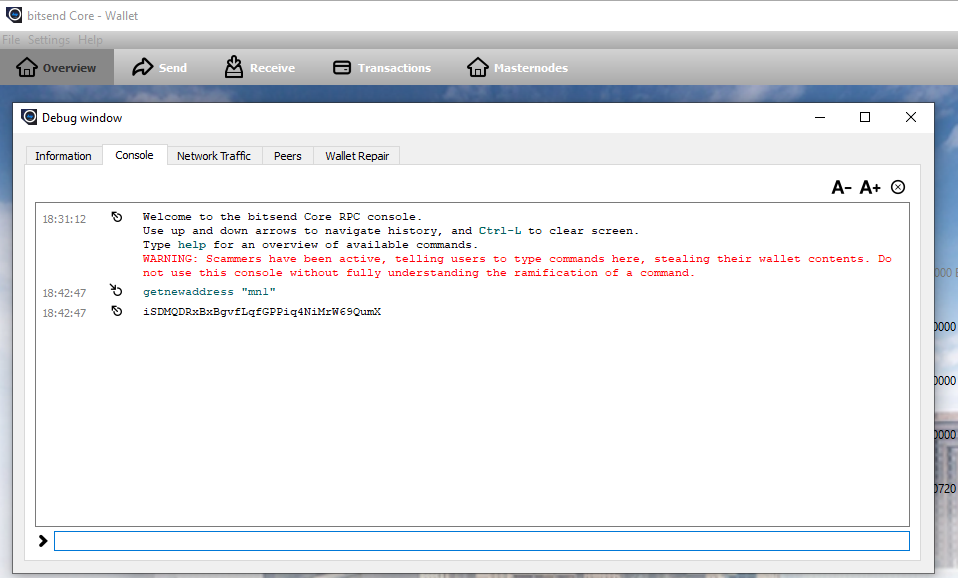 bitsend Core - Wallet
File Settings Help
Overview Send Receive Transactions Masternodes
Debug window
Information Console Network Traffic Peers Wallet Repair
A- A+
18:31:12 Welcome to the bitsend Core RPC console.
Use up and down arrows to navigate history, and Ctrl-L to clear screen.
Type help for an overview of available commands.
WARNING: Scammers have been active, telling users to type commands here, stealing their wallet contents. Do
not use this console without fully understanding the ramification of a command.
18:42:47 getnewaddress "mn1"
18:42:47 iSDMQDRxBxBgvfLqfGPPiq4NiMrW69QumX
0000
0000
0000
0720